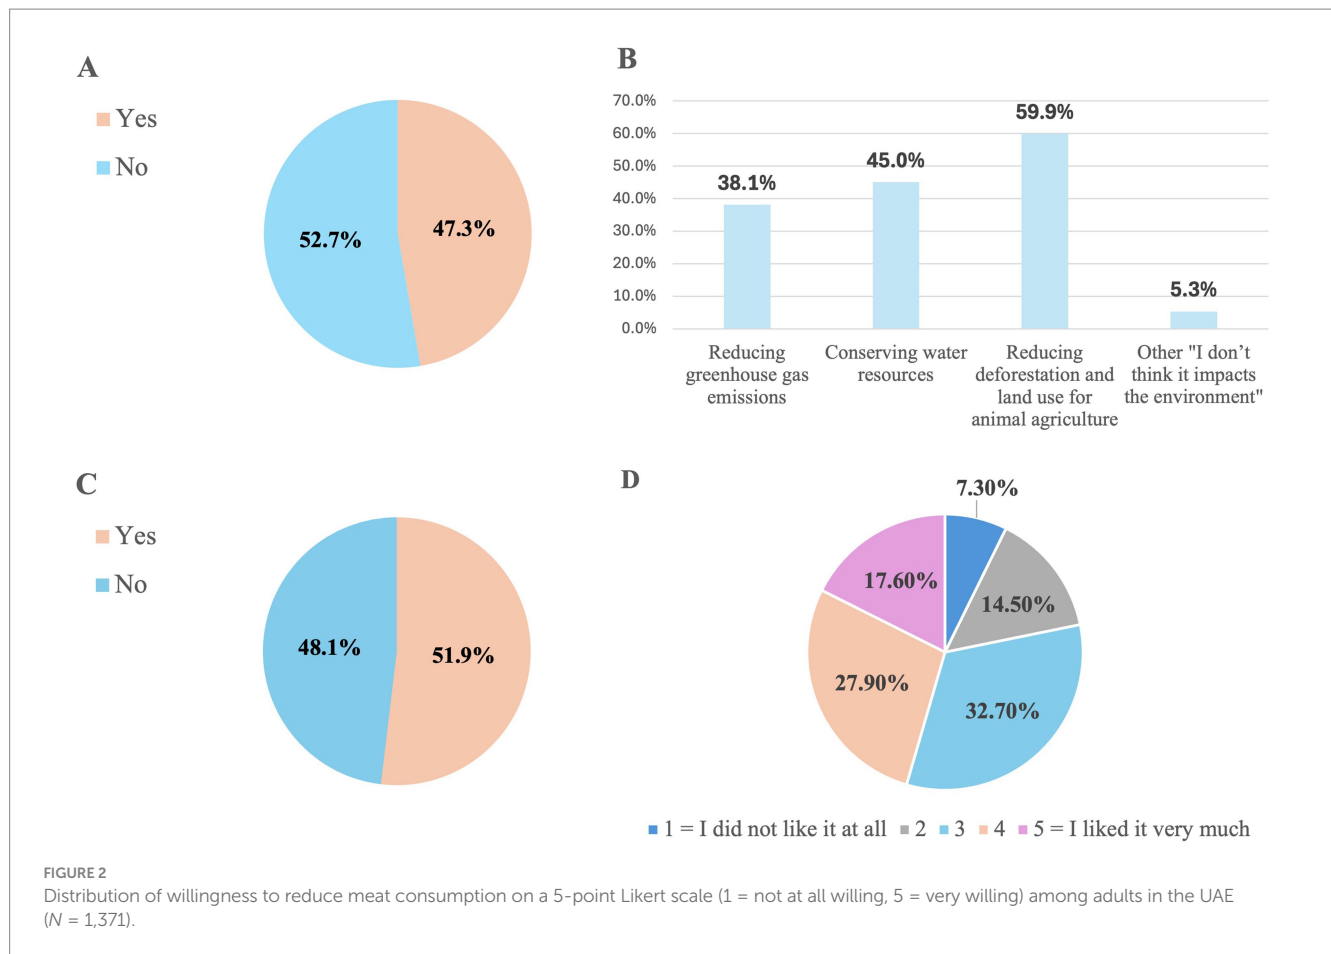 A
Yes
No
52.7%
47.3%
B
70.0%
60.0%
50.0%
40.0%
30.0%
20.0%
10.0%
0.0%
38.1%
45.0%
59.9%
5.3%
Reducing
greenhouse gas
emissions
Conserving water
resources
Reducing
deforestation and
land use for
animal agriculture
Other "I don’t
think it impacts
the environment"
C
Yes
No
48.1%
51.9%
D
7.30%
14.50%
32.70%
27.90%
17.60%
1 = I did not like it at all 2 3 4 5 = I liked it very much
FIGURE 2
Distribution of willingness to reduce meat consumption on a 5-point Likert scale (1 = not at all willing, 5 = very willing) among adults in the UAE
(N = 1,371).